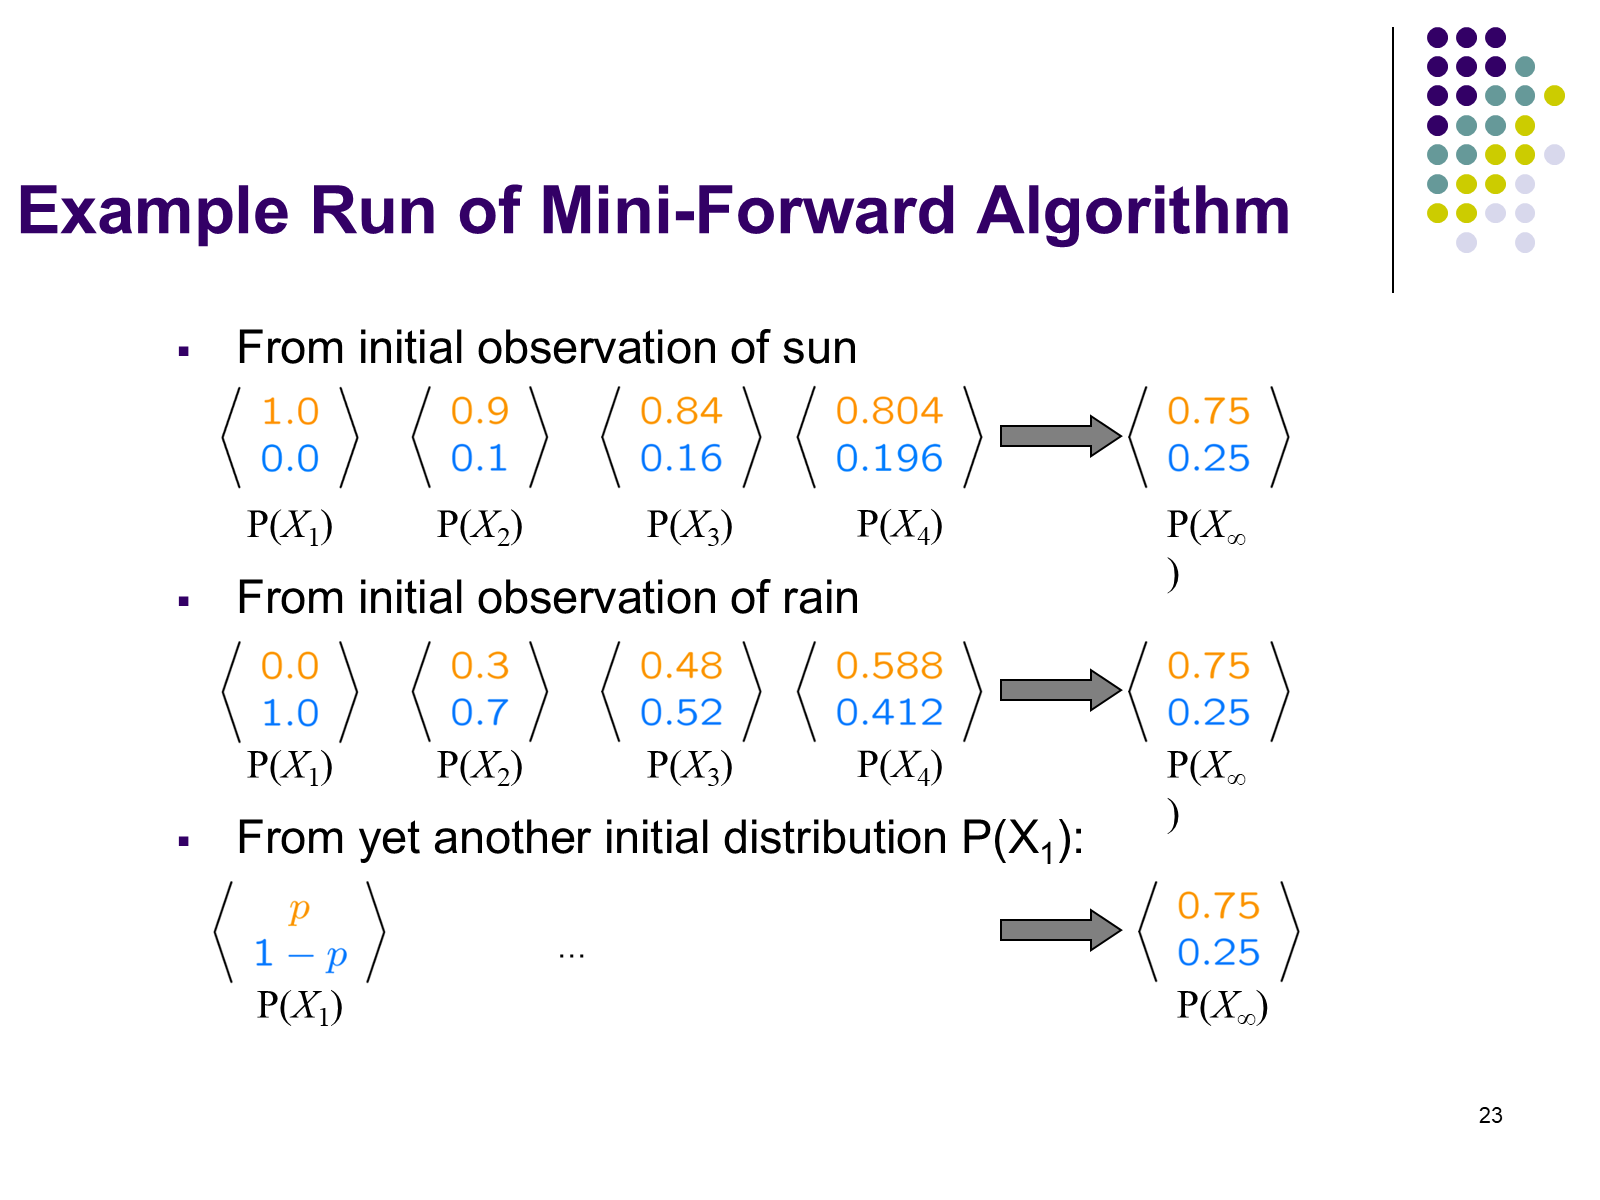 Example Run of Mini-Forward Algorithm
▪ From initial observation of sun
1.0 0.9 0.84 0.804 0.75
0.0 0.1 0.16 0.196 0.25
P(X₁) P(X₂) P(X₃) P(X₄) P(X∞
)
▪ From initial observation of rain
0.0 0.3 0.48 0.588 0.75
1.0 0.7 0.52 0.412 0.25
P(X₁) P(X₂) P(X₃) P(X₄) P(X∞
)
▪ From yet another initial distribution P(X₁):
p 0.75
1 − p ... 0.25
P(X₁) P(X∞)
23